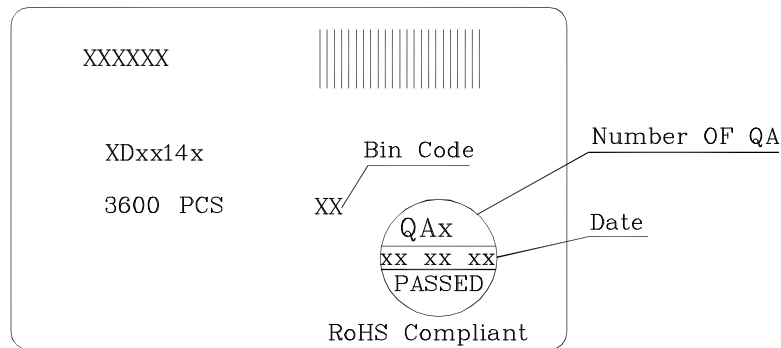 XXXXXX
XDxx14x
Bin Code
Number OF QA
3600 PCS
XX
QAx
Date
xx xx xx
PASSED
RoHS Compliant